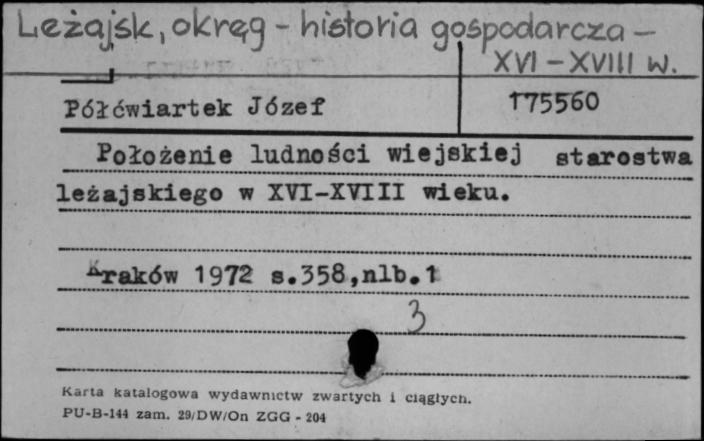 Leżajsk, okręg - historia gospodarcza -
XVI - XVIII w.
Półćwiartek Józef
175560
Położenie ludności wiejskiej starostwa
leżajskiego w XVI-XVIII wieku.
Kraków 1972 s.358,nlb.1
3
Karta katalogowa wydawnictw zwartych i ciągłych.
PU-B-144 zam. 29/DW/On ZGG - 204